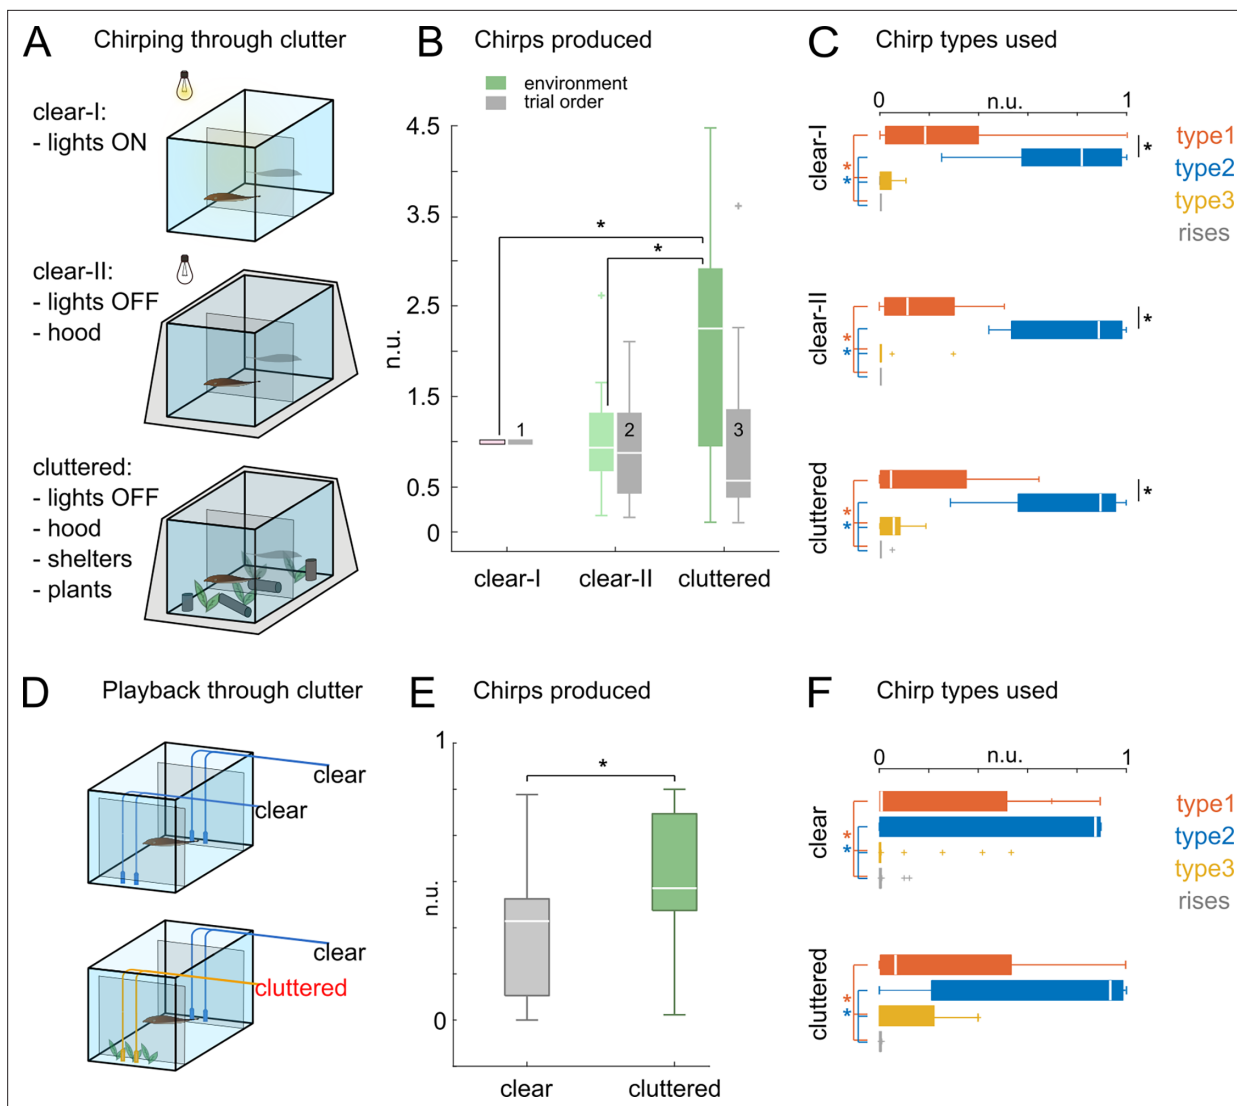 A Chirping through clutter
clear-I:
- lights ON
clear-II:
- lights OFF
- hood
cluttered:
- lights OFF
- hood
- shelters
- plants
B Chirps produced
environment
trial order
4.5
3.5
2.5
1.5
1
0.5
0
n.u.
*
*
1
2
3
clear-I
clear-II
cluttered
C Chirp types used
0 n.u. 1
clear-I
*
*
*
type1
type2
type3
rises
clear-II
*
*
*
cluttered
*
*
*
D Playback through clutter
clear
clear
clear
cluttered
E Chirps produced
1
n.u.
0
*
clear
cluttered
F Chirp types used
0 n.u. 1
clear
*
*
type1
type2
type3
rises
cluttered
*
*